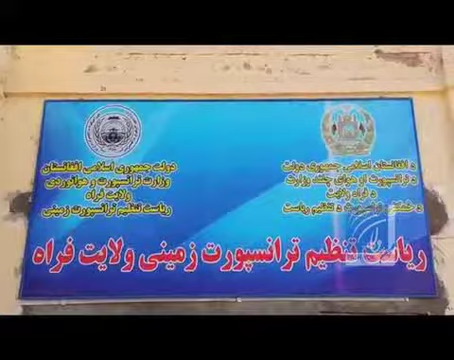 د افغانستان اسلامی جمهوری دولت
د ترانسپورت او هوای چلند وزارت
د فراه ولایت
د ځمکنی ترانسپورت د تنظیم ریاست
دولت جمهوری اسلامی افغانستان
وزارت ترانسپورت و هوانوردی
ولایت فراه
ریاست تنظیم ترانسپورت زمینی
ریاست تنظیم ترانسپورت زمینی ولایت فراه